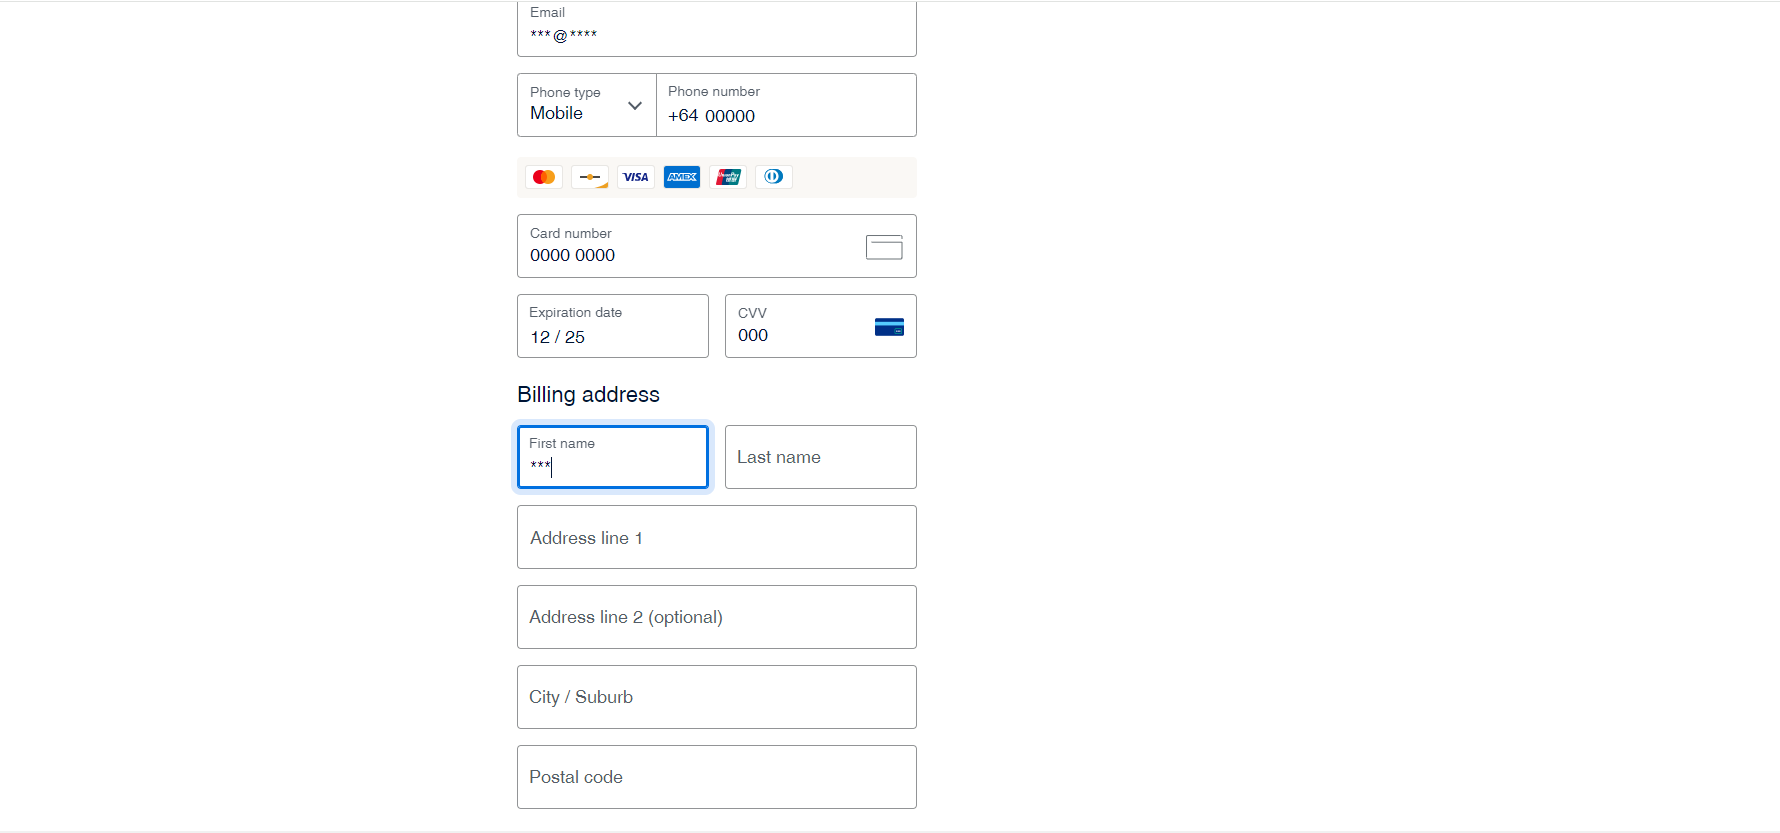 Email
***@****
Phone type
Mobile
Phone number
+64 00000
VISA
AMEX
UnionPay
Card number
0000 0000
Expiration date
12 / 25
CVV
000
Billing address
First name
***
Last name
Address line 1
Address line 2 (optional)
City / Suburb
Postal code